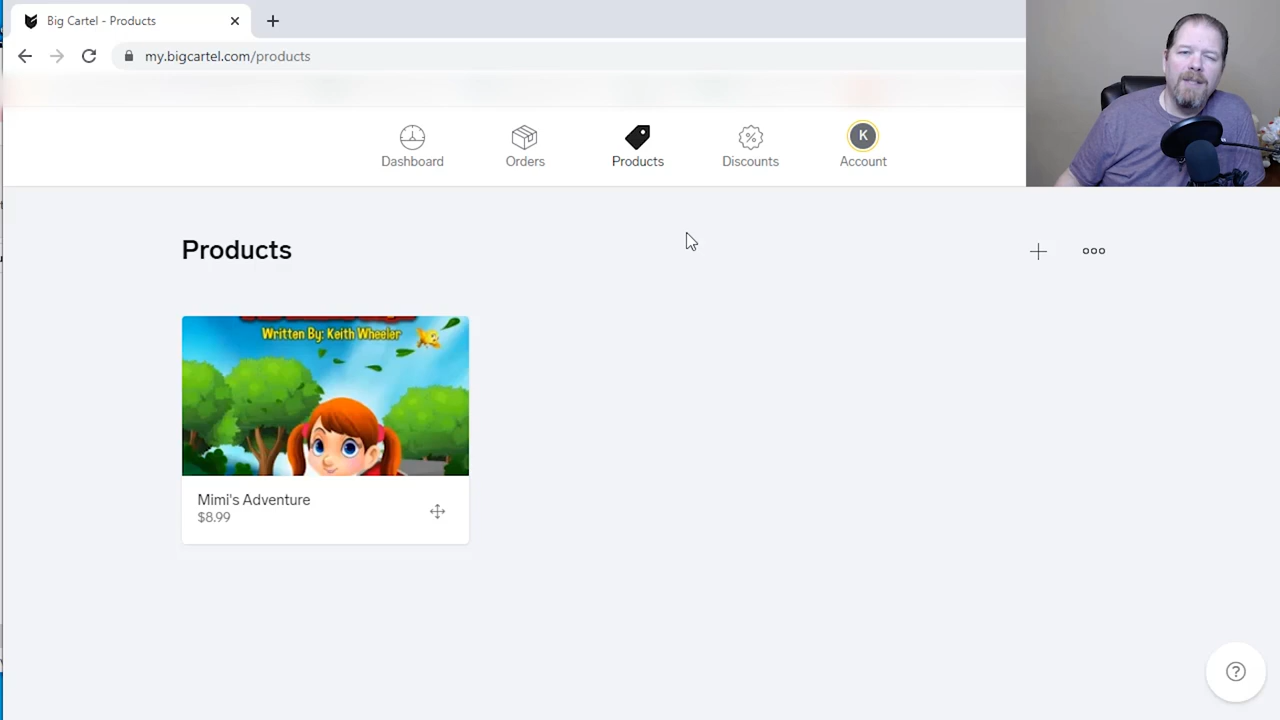 Big Cartel - Products
my.bigcartel.com/products
Dashboard
Orders
Products
Discounts
K
Account
Products
Written By: Keith Wheeler
Mimi's Adventure
$8.99